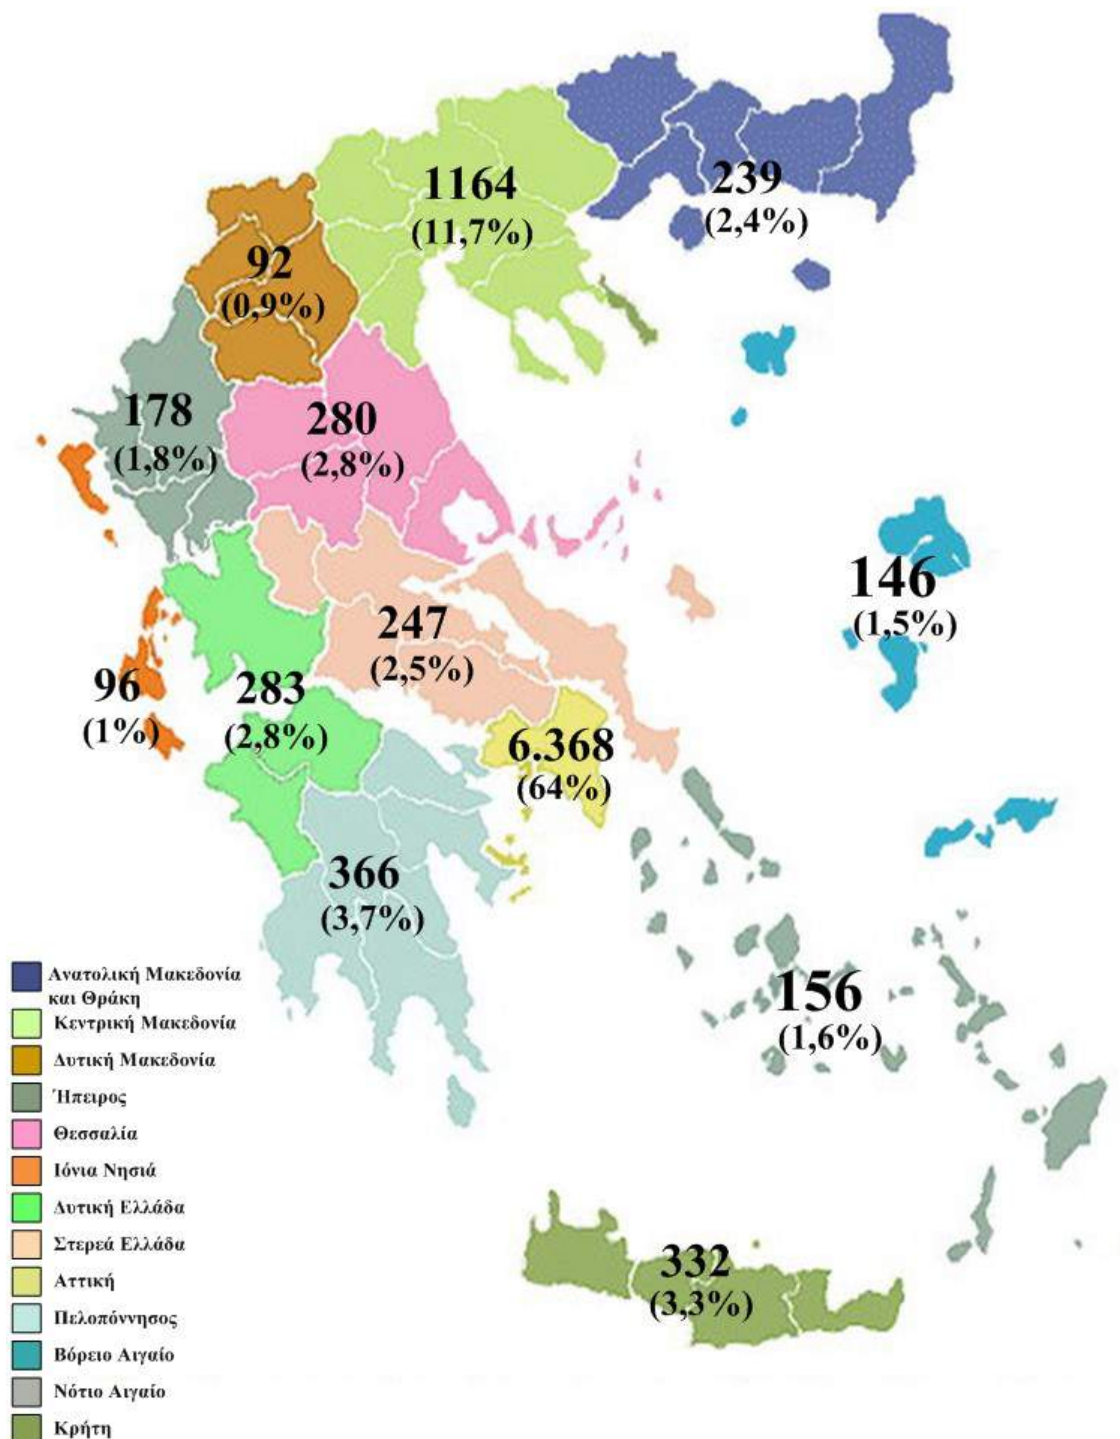 1164
(11,7%)
239
(2,4%)
92
(0,9%)
178
(1,8%)
280
(2,8%)
146
(1,5%)
247
(2,5%)
96
(1%)
283
(2,8%)
6.368
(64%)
366
(3,7%)
156
(1,6%)
332
(3,3%)
Ανατολική Μακεδονία
και Θράκη
Κεντρική Μακεδονία
Δυτική Μακεδονία
Ήπειρος
Θεσσαλία
Ιόνια Νησιά
Δυτική Ελλάδα
Στερεά Ελλάδα
Αττική
Πελοπόννησος
Βόρειο Αιγαίο
Νότιο Αιγαίο
Κρήτη